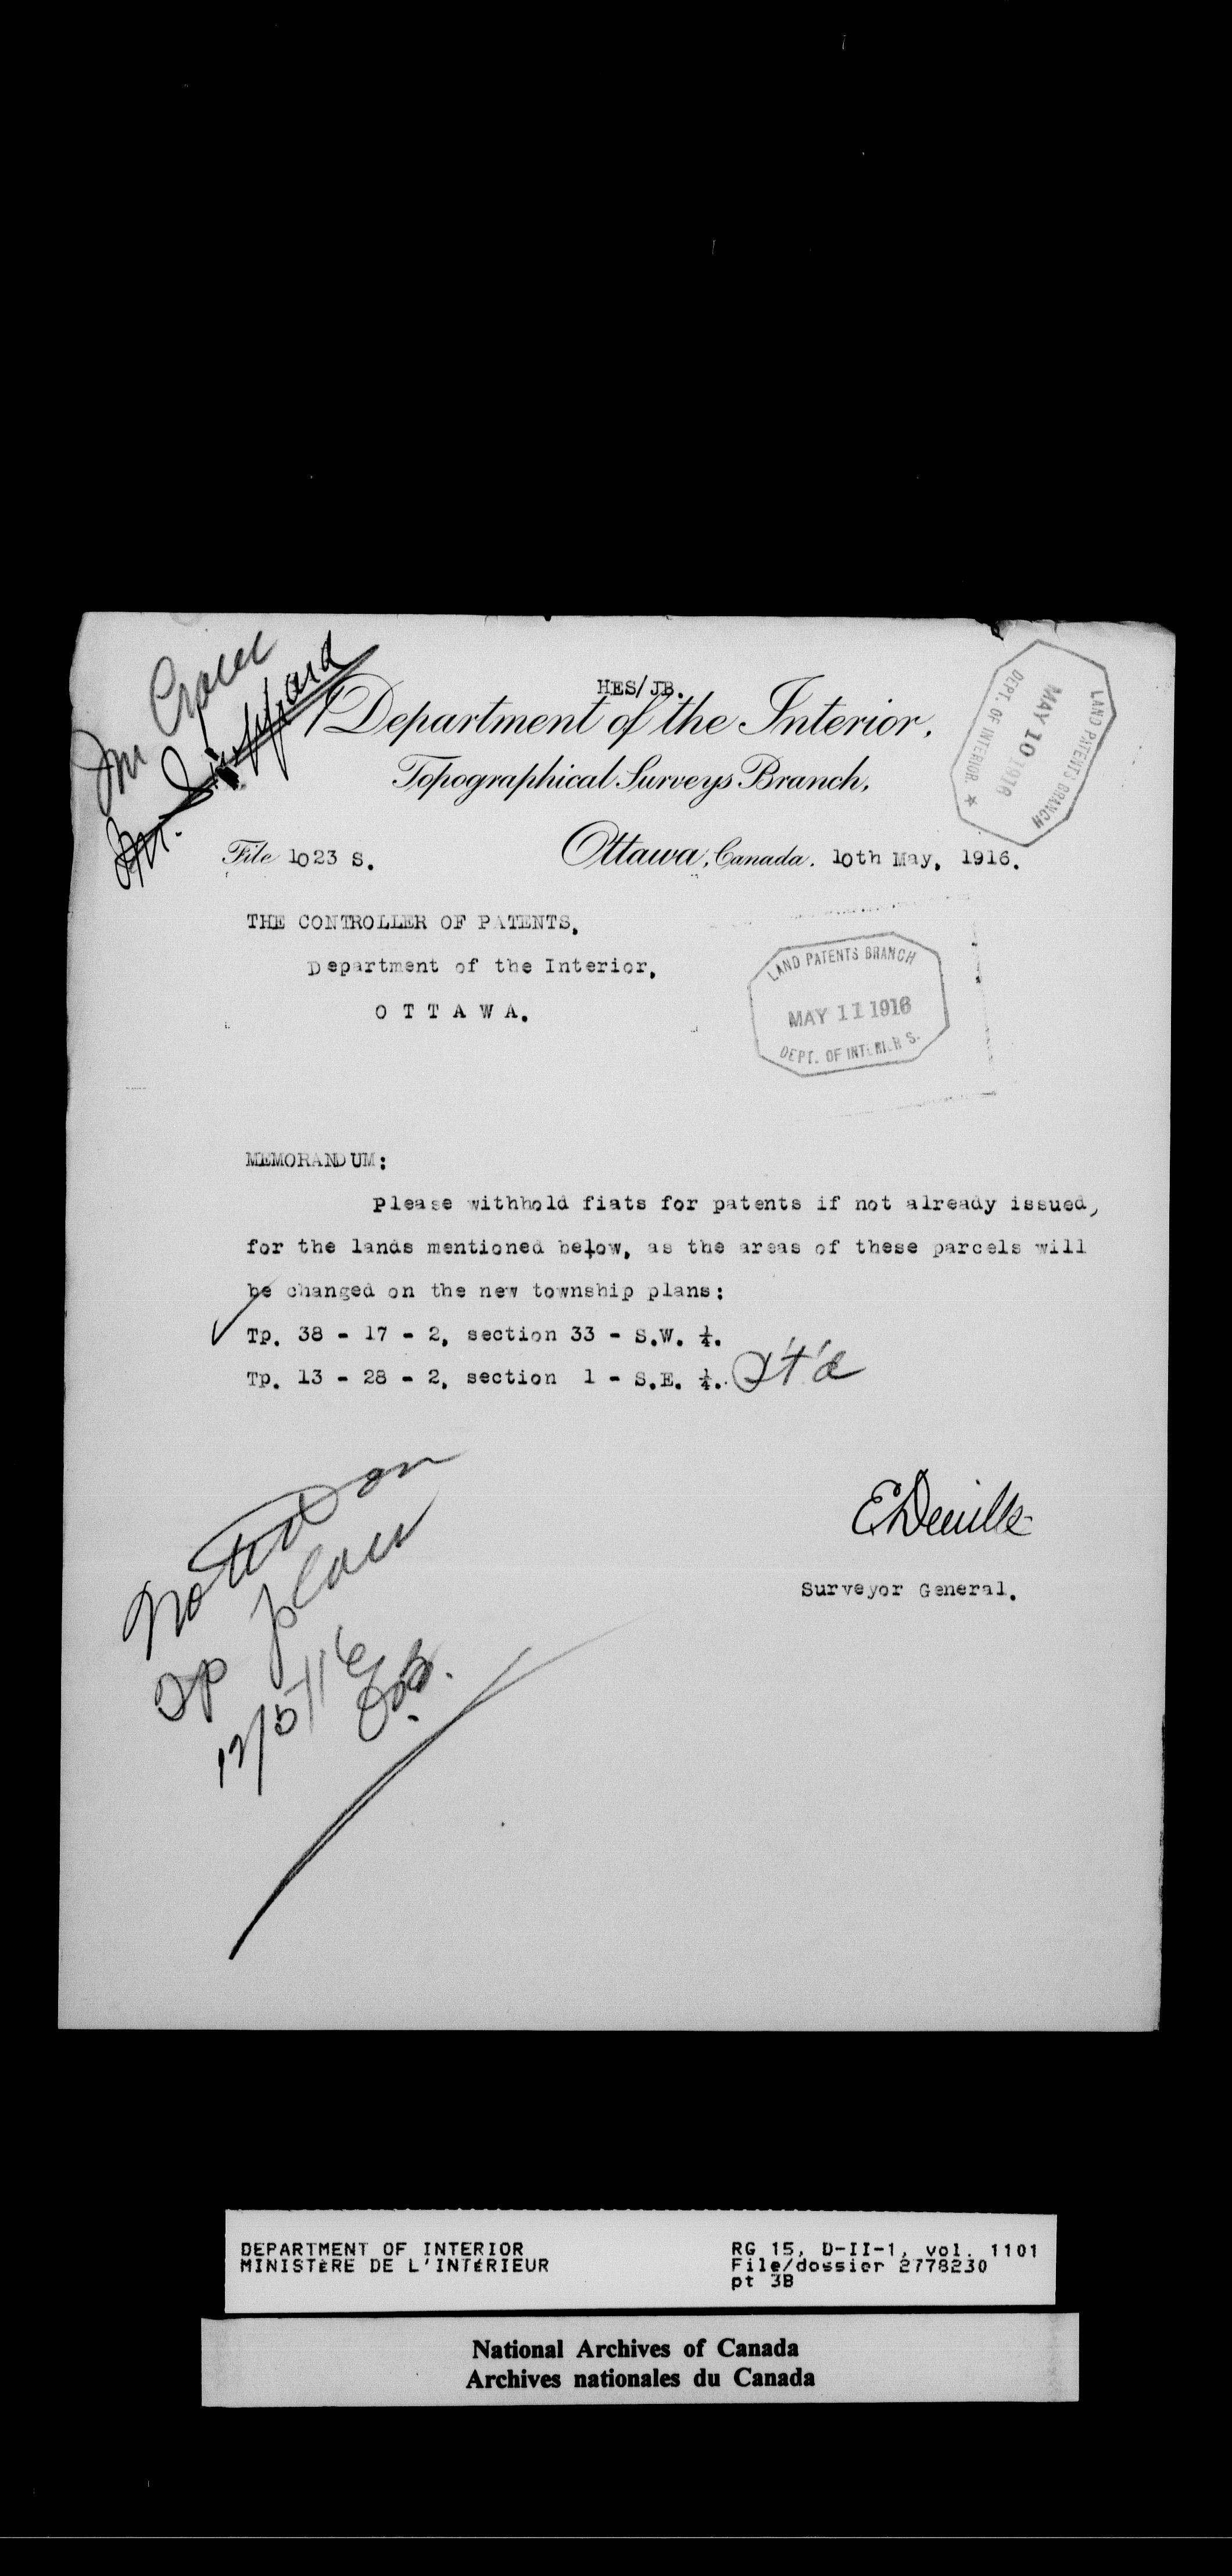 HES/JB.
Department of the Interior,
Topographical Surveys Branch,
LAND PATENTS BRANCH
MAY 10 1916
DEPT. OF INTERIOR.
File 1023 S.
Ottawa, Canada. 10th May, 1916.
THE CONTROLLER OF PATENTS,
Department of the Interior,
O T T A W A.
LAND PATENTS BRANCH
MAY 11 1916
DEPT. OF INTERIOR S.
MEMORANDUM:
Please withhold fiats for patents if not already issued,
for the lands mentioned below, as the areas of these parcels will
be changed on the new township plans:
Tp. 38 - 17 - 2, section 33 - S.W. ¼.
Tp. 13 - 28 - 2, section 1 - S.E. ¼.
E Deville
Surveyor General.
Noted on
plan
12/5/16
DEPARTMENT OF INTERIOR
MINISTÈRE DE L'INTÉRIEUR
RG 15, D-II-1, vol. 1101
File/dossier 2778230
pt 3B
National Archives of Canada
Archives nationales du Canada